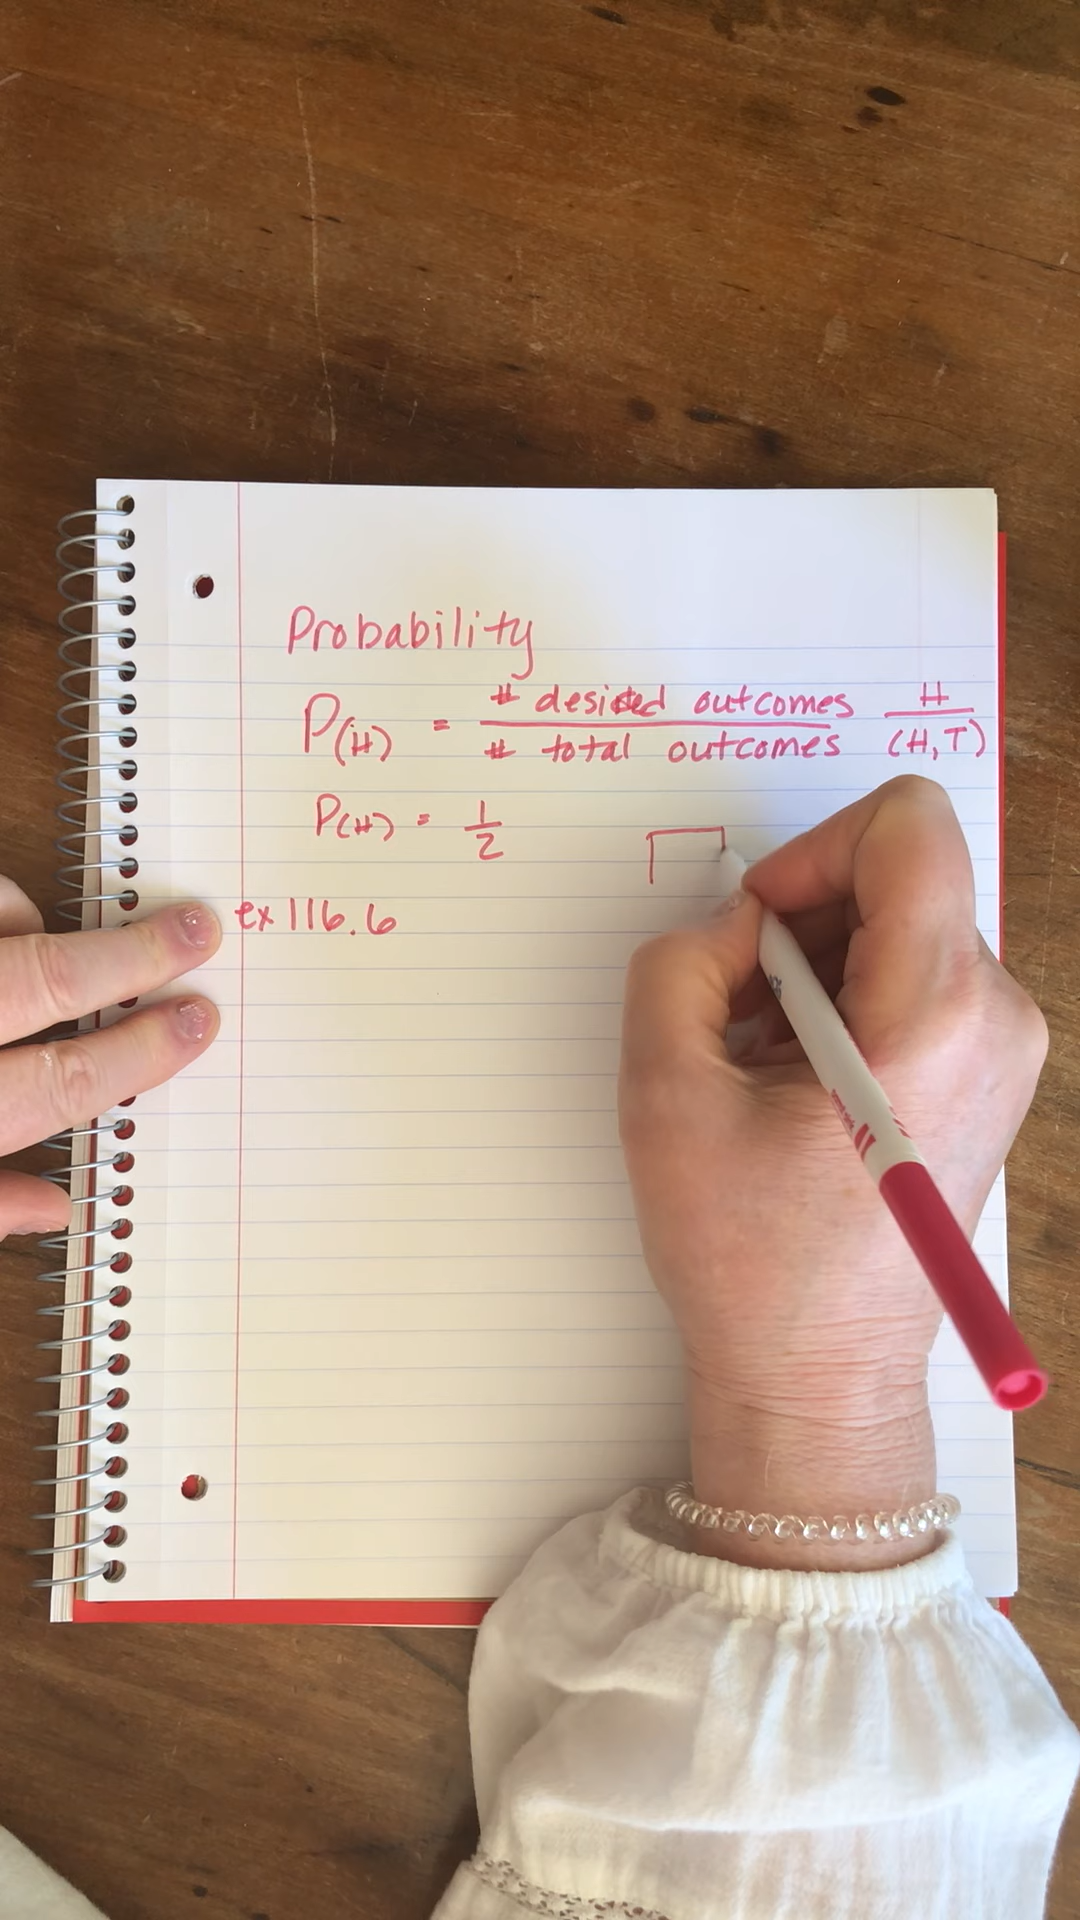 Probability
P(H) = # desired outcomes / # total outcomes H / (H, T)
P(H) = 1/2
ex 116.6